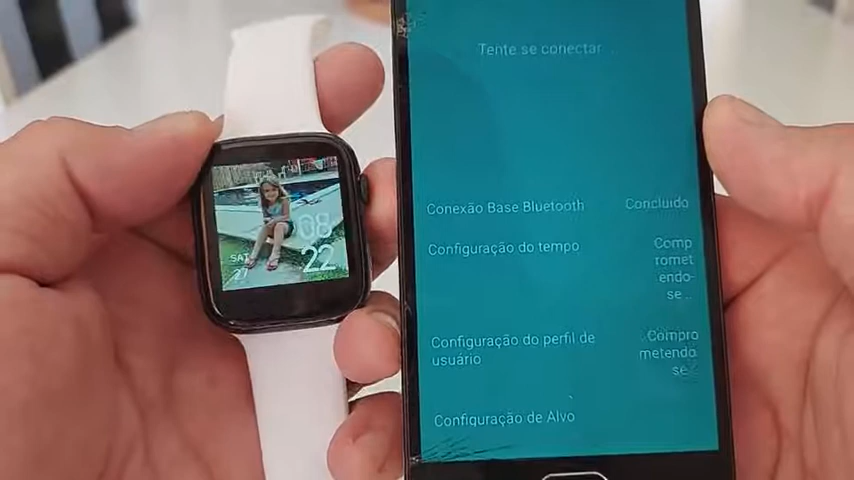 Tente se conectar ...
Conexão Base Bluetooth
Concluído
Configuração do tempo
Comp
romet
endo-
se ...
Configuração do perfil de
usuário
Compro
metendo
se ...
Configuração de Alvo
08
22
SAT
27